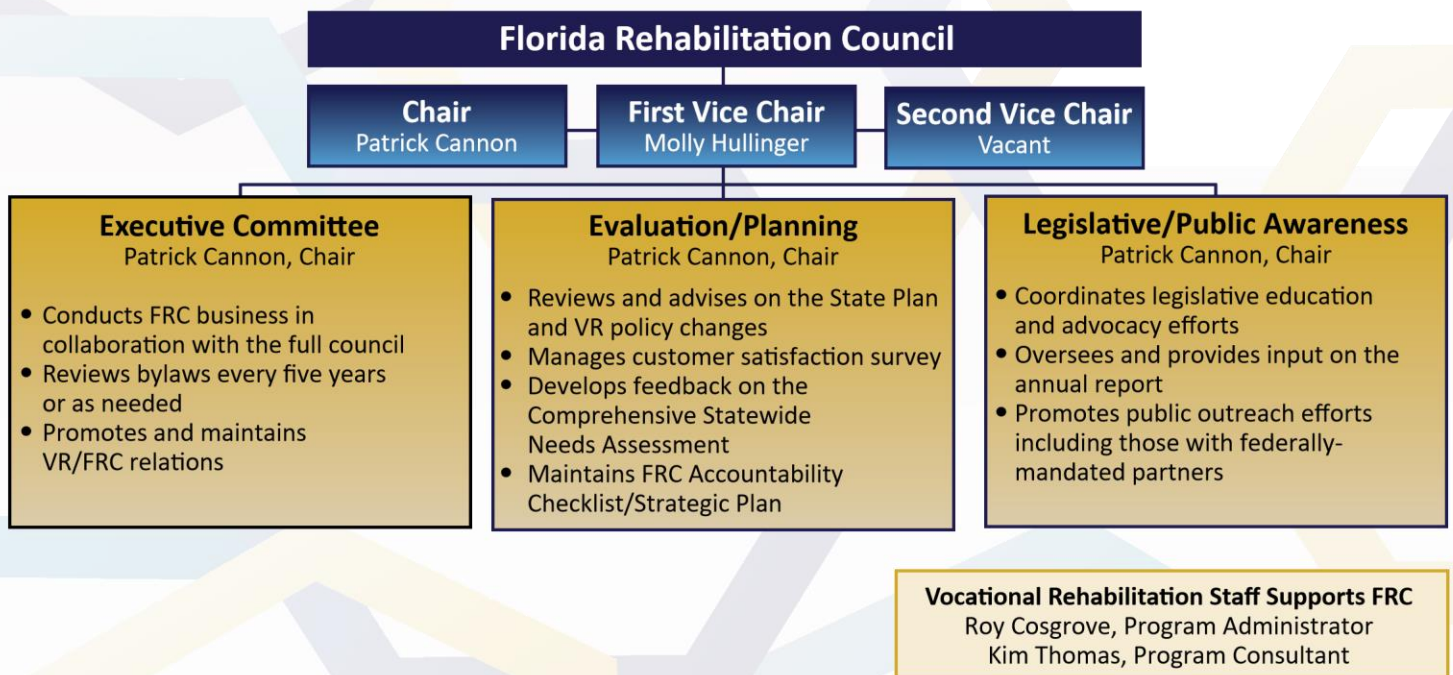 Florida Rehabilitation Council
Chair
Patrick Cannon
First Vice Chair
Molly Hullinger
Second Vice Chair
Vacant
Executive Committee
Patrick Cannon, Chair
• Conducts FRC business in
collaboration with the full council
• Reviews bylaws every five years
or as needed
• Promotes and maintains
VR/FRC relations
Evaluation/Planning
Patrick Cannon, Chair
• Reviews and advises on the State Plan
and VR policy changes
• Manages customer satisfaction survey
• Develops feedback on the
Comprehensive Statewide
Needs Assessment
• Maintains FRC Accountability
Checklist/Strategic Plan
Legislative/Public Awareness
Patrick Cannon, Chair
• Coordinates legislative education
and advocacy efforts
• Oversees and provides input on the
annual report
• Promotes public outreach efforts
including those with federally-
mandated partners
Vocational Rehabilitation Staff Supports FRC
Roy Cosgrove, Program Administrator
Kim Thomas, Program Consultant